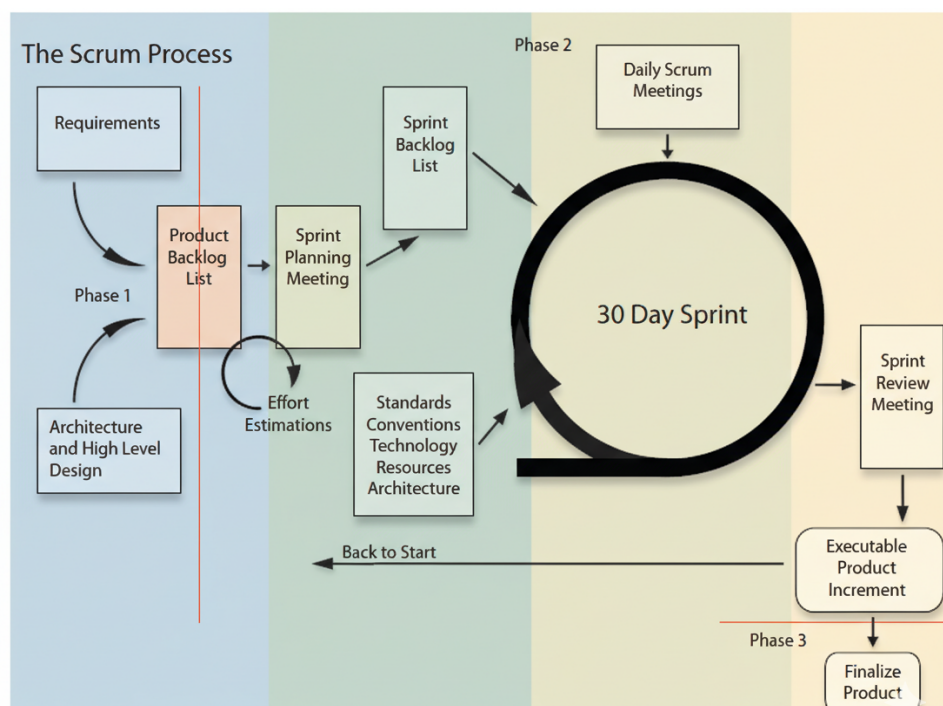 The Scrum Process
Phase 2
Daily Scrum
Meetings
Requirements
Sprint
Backlog
List
Product
Backlog
List
Sprint
Planning
Meeting
Phase 1
30 Day Sprint
Sprint
Review
Meeting
Effort
Estimations
Standards
Conventions
Technology
Resources
Architecture
Architecture
and High Level
Design
Back to Start
Executable
Product
Increment
Phase 3
Finalize
Product